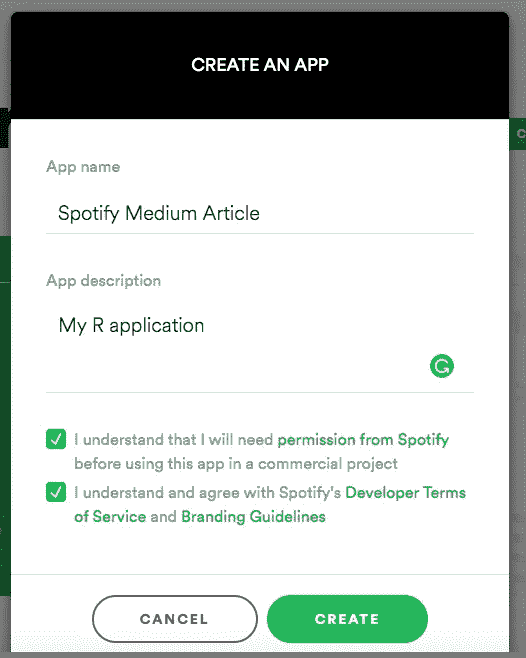 CREATE AN APP
App name
Spotify Medium Article
App description
My R application
I understand that I will need permission from Spotify
before using this app in a commercial project
I understand and agree with Spotify's Developer Terms
of Service and Branding Guidelines
CANCEL
CREATE